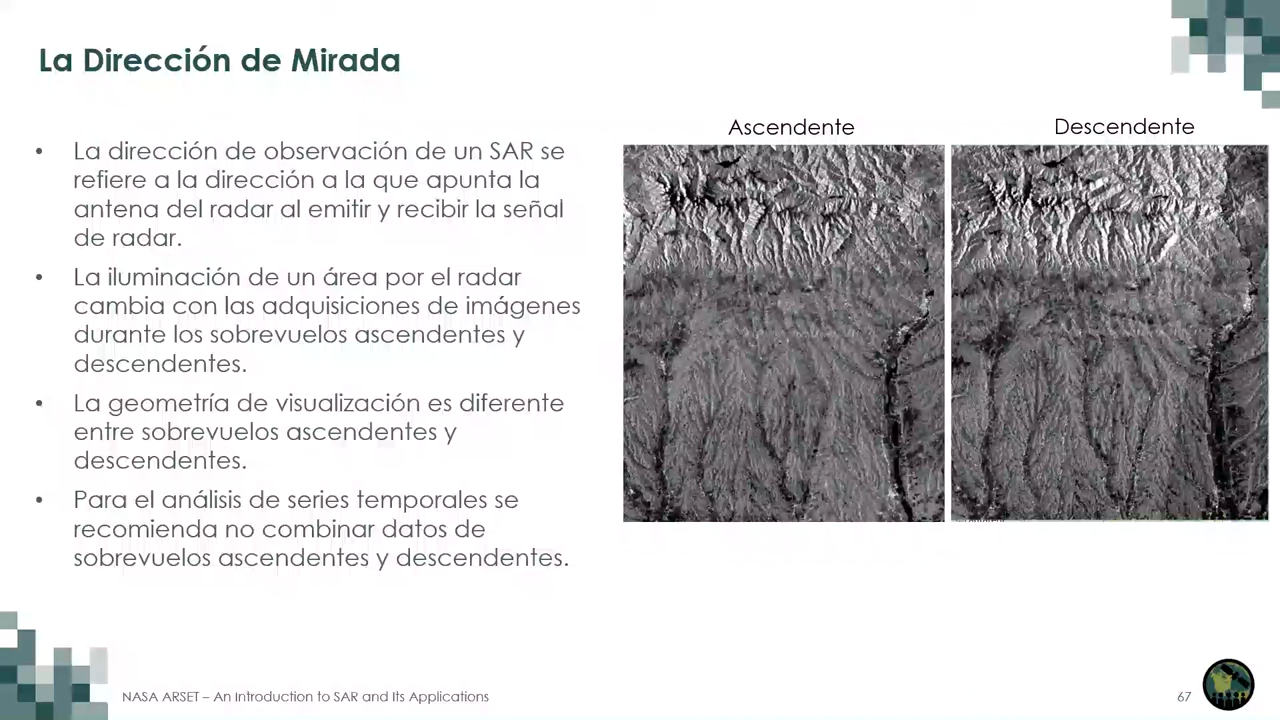 La Dirección de Mirada
• La dirección de observación de un SAR se
refiere a la dirección a la que apunta la
antena del radar al emitir y recibir la señal
de radar.
• La iluminación de un área por el radar
cambia con las adquisiciones de imágenes
durante los sobrevuelos ascendentes y
descendentes.
• La geometría de visualización es diferente
entre sobrevuelos ascendentes y
descendentes.
• Para el análisis de series temporales se
recomienda no combinar datos de
sobrevuelos ascendentes y descendentes.
Ascendente
Descendente
NASA ARSET – An Introduction to SAR and Its Applications
67